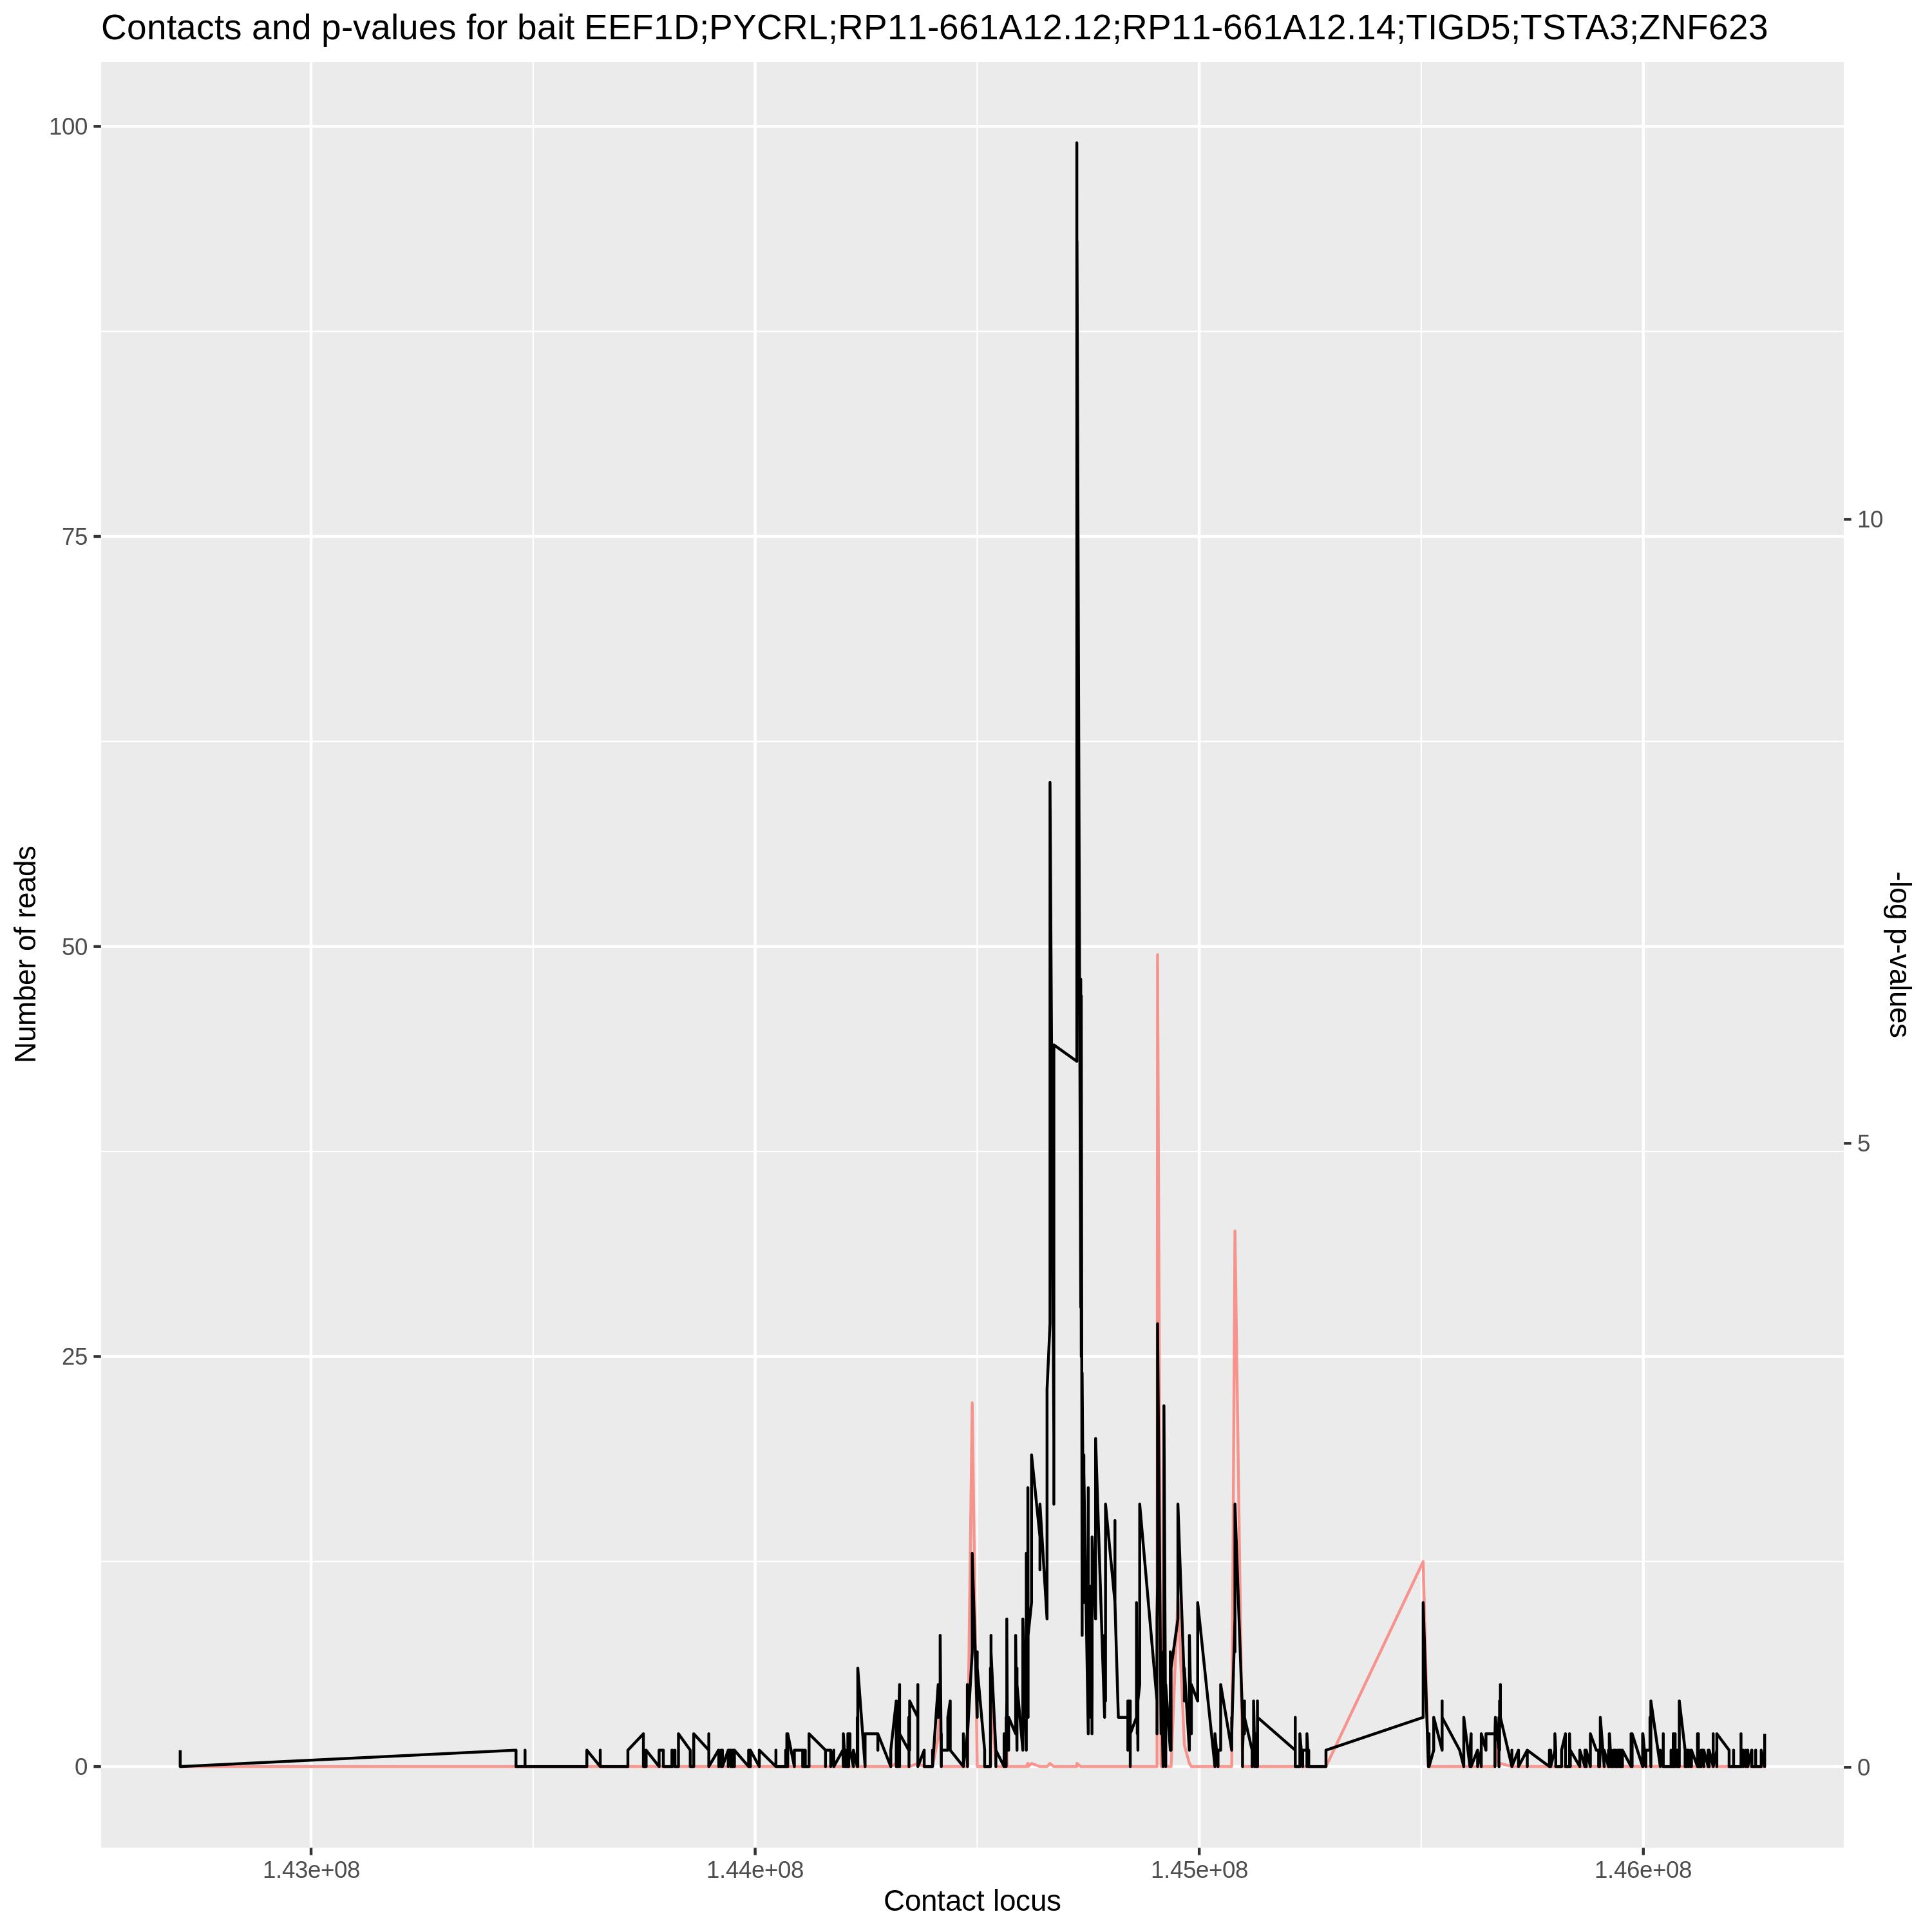 Contacts and p-values for bait EEF1D;PYCRL;RP11-661A12.12;RP11-661A12.14;TIGD5;TSTA3;ZNF623
100
75
50
25
0
Number of reads
10
5
0
-log p-values
1.43e+08
1.44e+08
1.45e+08
1.46e+08
Contact locus